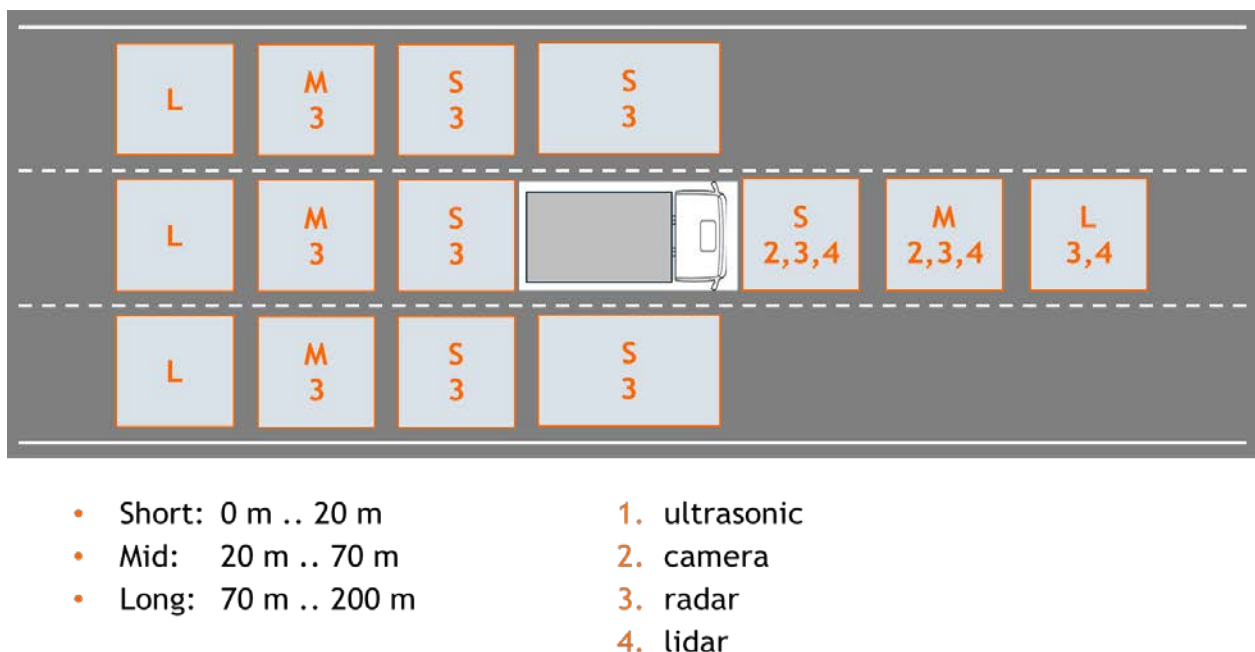 L
M
3
S
3
S
3
L
M
3
S
3
S
2,3,4
M
2,3,4
L
3,4
L
M
3
S
3
S
3
• Short: 0 m .. 20 m
• Mid: 20 m .. 70 m
• Long: 70 m .. 200 m
1. ultrasonic
2. camera
3. radar
4. lidar